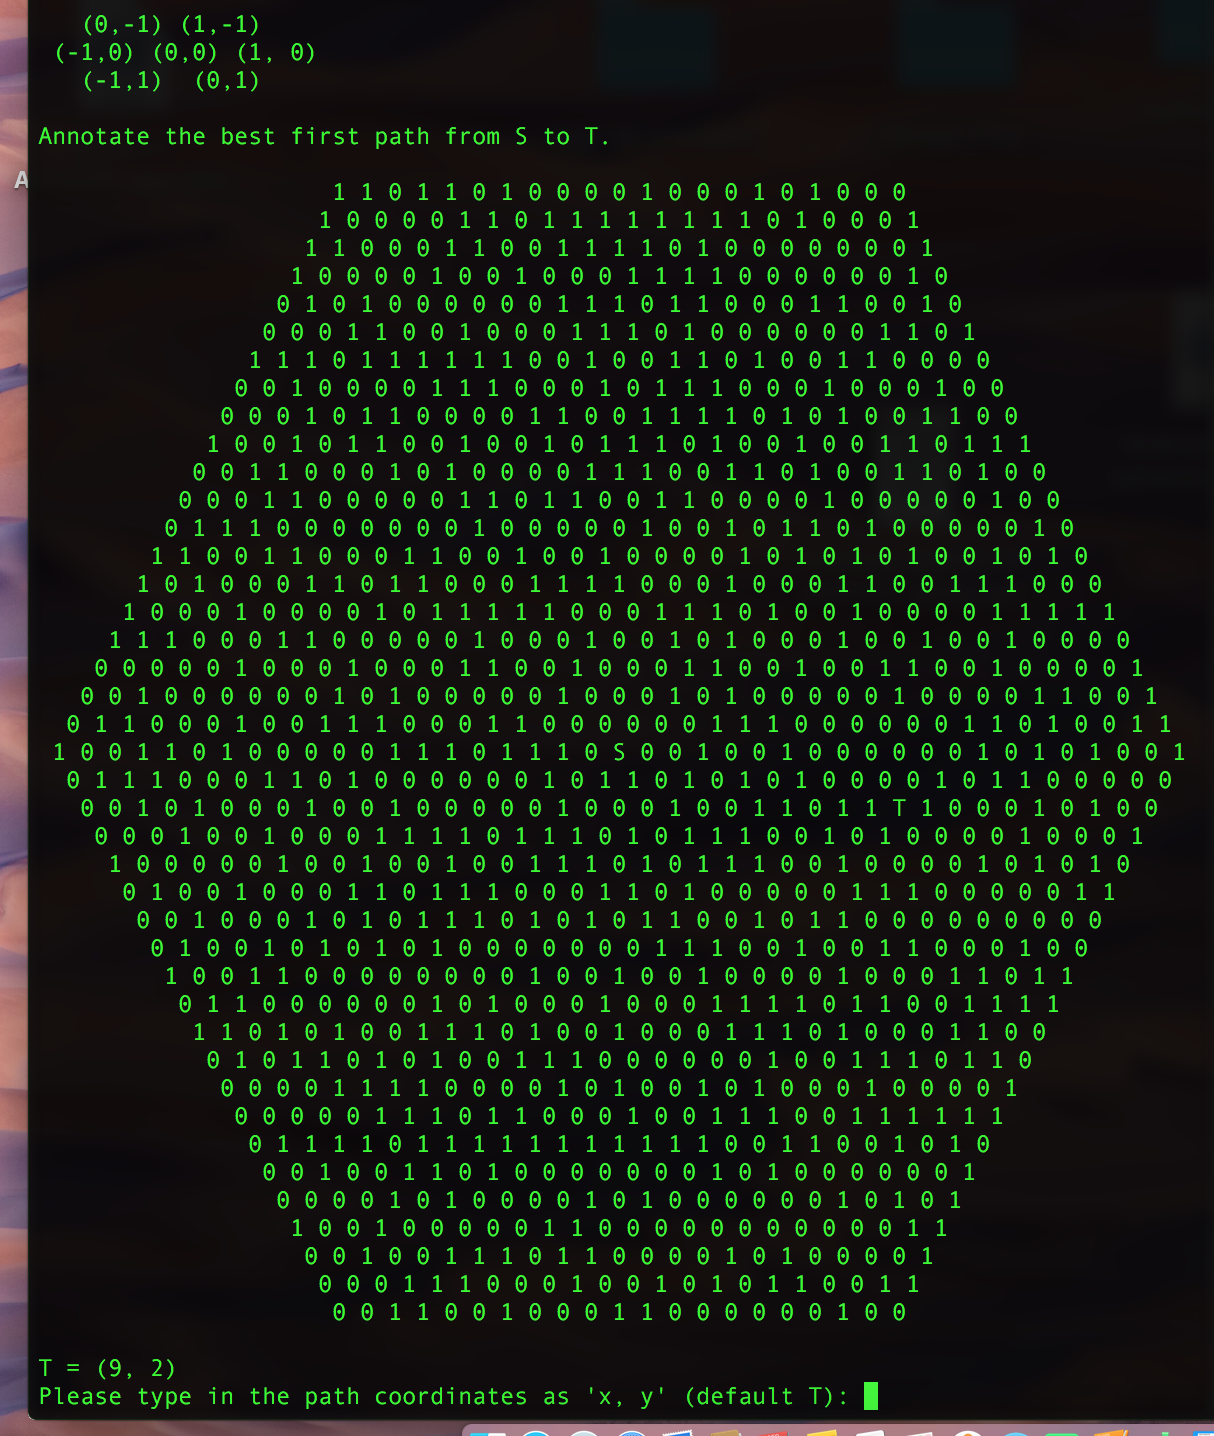 (0,-1) (1,-1)
(-1,0) (0,0) (1, 0)
(-1,1) (0,1)
A
Annotate the best first path from S to T.
1 1 0 1 1 0 1 0 0 0 0 1 0 0 0 1 0 1 0 0 0
1 0 0 0 0 1 1 0 1 1 1 1 1 1 1 1 0 1 0 0 0 1
1 1 0 0 0 1 1 0 0 1 1 1 1 0 1 0 0 0 0 0 0 0 1
1 0 0 0 0 1 0 0 1 0 0 0 1 1 1 1 0 0 0 0 0 0 1 0
0 1 0 1 0 0 0 0 0 0 1 1 1 0 1 1 0 0 0 1 1 0 0 1 0
0 0 0 1 1 0 0 1 0 0 0 1 1 1 0 1 0 0 0 0 0 0 1 1 0 1
1 1 1 0 1 1 1 1 1 1 0 0 1 0 0 1 1 0 1 0 0 1 1 0 0 0 0
0 0 1 0 0 0 0 1 1 1 0 0 0 1 0 1 1 1 0 0 0 1 0 0 0 1 0 0
0 0 0 1 0 1 1 0 0 0 0 1 1 0 0 1 1 1 1 0 1 0 1 0 0 1 1 0 0
1 0 0 1 0 1 1 0 0 1 0 0 1 0 1 1 1 0 1 0 0 1 0 0 1 1 0 1 1 1
0 0 1 1 0 0 0 1 0 1 0 0 0 0 1 1 1 0 0 1 1 0 1 0 0 1 1 0 1 0 0
0 0 0 1 1 0 0 0 0 0 1 1 0 1 1 0 0 1 1 0 0 0 0 1 0 0 0 0 0 1 0 0
0 1 1 1 0 0 0 0 0 0 0 1 0 0 0 0 0 1 0 0 1 0 1 1 0 1 0 0 0 0 0 1 0
1 1 0 0 1 1 0 0 0 1 1 0 0 1 0 0 1 0 0 0 0 1 0 1 0 1 0 1 0 0 1 0 1 0
1 0 1 0 0 0 1 1 0 1 1 0 0 0 1 1 1 1 0 0 0 1 0 0 0 1 1 0 0 1 1 1 0 0 0
1 0 0 0 1 0 0 0 0 1 0 1 1 1 1 1 0 0 0 1 1 1 0 1 0 0 1 0 0 0 0 1 1 1 1 1
1 1 1 0 0 0 1 1 0 0 0 0 0 1 0 0 0 1 0 0 1 0 1 0 0 0 1 0 0 1 0 0 1 0 0 0 0
0 0 0 0 0 1 0 0 0 1 0 0 0 1 1 0 0 1 0 0 0 1 1 0 0 1 0 0 1 1 0 0 1 0 0 0 0 1
0 0 1 0 0 0 0 0 0 1 0 1 0 0 0 0 0 1 0 0 0 1 0 1 0 0 0 0 0 1 0 0 0 0 1 1 0 0 1
0 1 1 0 0 0 1 0 0 1 1 1 0 0 0 1 1 0 0 0 0 0 0 1 1 1 0 0 0 0 0 0 1 1 0 1 0 0 1 1
1 0 0 1 1 0 1 0 0 0 0 0 1 1 1 0 1 1 1 0 S 0 0 1 0 0 1 0 0 0 0 0 0 1 0 1 0 1 0 0 1
0 1 1 1 0 0 0 1 1 0 1 0 0 0 0 0 0 1 0 1 1 0 1 0 1 0 1 0 0 0 0 1 0 1 1 0 0 0 0 0
0 0 1 0 1 0 0 0 1 0 0 1 0 0 0 0 0 1 0 0 0 1 0 0 1 1 0 1 1 T 1 0 0 0 1 0 1 0 0
0 0 0 1 0 0 1 0 0 0 1 1 1 1 0 1 1 1 0 1 0 1 1 1 0 0 1 0 1 0 0 0 0 1 0 0 0 1
1 0 0 0 0 0 1 0 0 1 0 0 1 0 0 1 1 1 0 1 0 1 1 1 0 0 1 0 0 0 0 1 0 1 0 1 0
0 1 0 0 1 0 0 0 1 1 0 1 1 1 0 0 0 1 1 0 1 0 0 0 0 0 1 1 1 0 0 0 0 0 1 1
0 0 1 0 0 0 1 0 1 0 1 1 1 0 1 0 1 0 1 1 0 0 1 0 1 1 0 0 0 0 0 0 0 0 0
0 1 0 0 1 0 1 0 1 0 1 0 0 0 0 0 0 0 1 1 1 0 0 1 0 0 1 1 0 0 0 1 0 0
1 0 0 1 1 0 0 0 0 0 0 0 0 1 0 0 1 0 0 1 0 0 0 0 1 0 0 0 1 1 0 1 1
0 1 1 0 0 0 0 0 0 1 0 1 0 0 0 1 0 0 0 1 1 1 1 0 1 1 0 0 1 1 1 1
1 1 0 1 0 1 0 0 1 1 1 0 1 0 0 1 0 0 0 1 1 1 0 1 0 0 0 1 1 0 0
0 1 0 1 1 0 1 0 1 0 0 1 1 1 0 0 0 0 0 0 1 0 0 1 1 1 0 1 1 0
0 0 0 0 1 1 1 1 0 0 0 0 1 0 1 0 0 1 0 1 0 0 0 1 0 0 0 0 1
0 0 0 0 0 1 1 1 0 1 1 0 0 0 1 0 0 1 1 1 0 0 1 1 1 1 1 1
0 1 1 1 1 0 1 1 1 1 1 1 1 1 1 1 1 0 0 1 1 0 0 1 0 1 0
0 0 1 0 0 1 1 0 1 0 0 0 0 0 0 0 1 0 1 0 0 0 0 0 0 1
0 0 0 0 1 0 1 0 0 0 0 1 0 1 0 0 0 0 0 0 1 0 1 0 1
1 0 0 1 0 0 0 0 0 1 1 0 0 0 0 0 0 0 0 0 0 0 1 1
0 0 1 0 0 1 1 1 0 1 1 0 0 0 0 1 0 1 0 0 0 0 1
0 0 0 1 1 1 0 0 0 1 0 0 1 0 1 0 1 1 0 0 1 1
0 0 1 1 0 0 1 0 0 0 1 1 0 0 0 0 0 0 1 0 0
T = (9, 2)
Please type in the path coordinates as 'x, y' (default T):